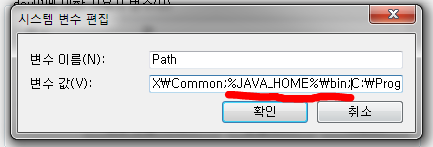 시스템 변수 편집
변수 이름(N):
Path
변수 값(V):
X₩Common;%JAVA_HOME%₩bin;C:₩Prog
확인
취소